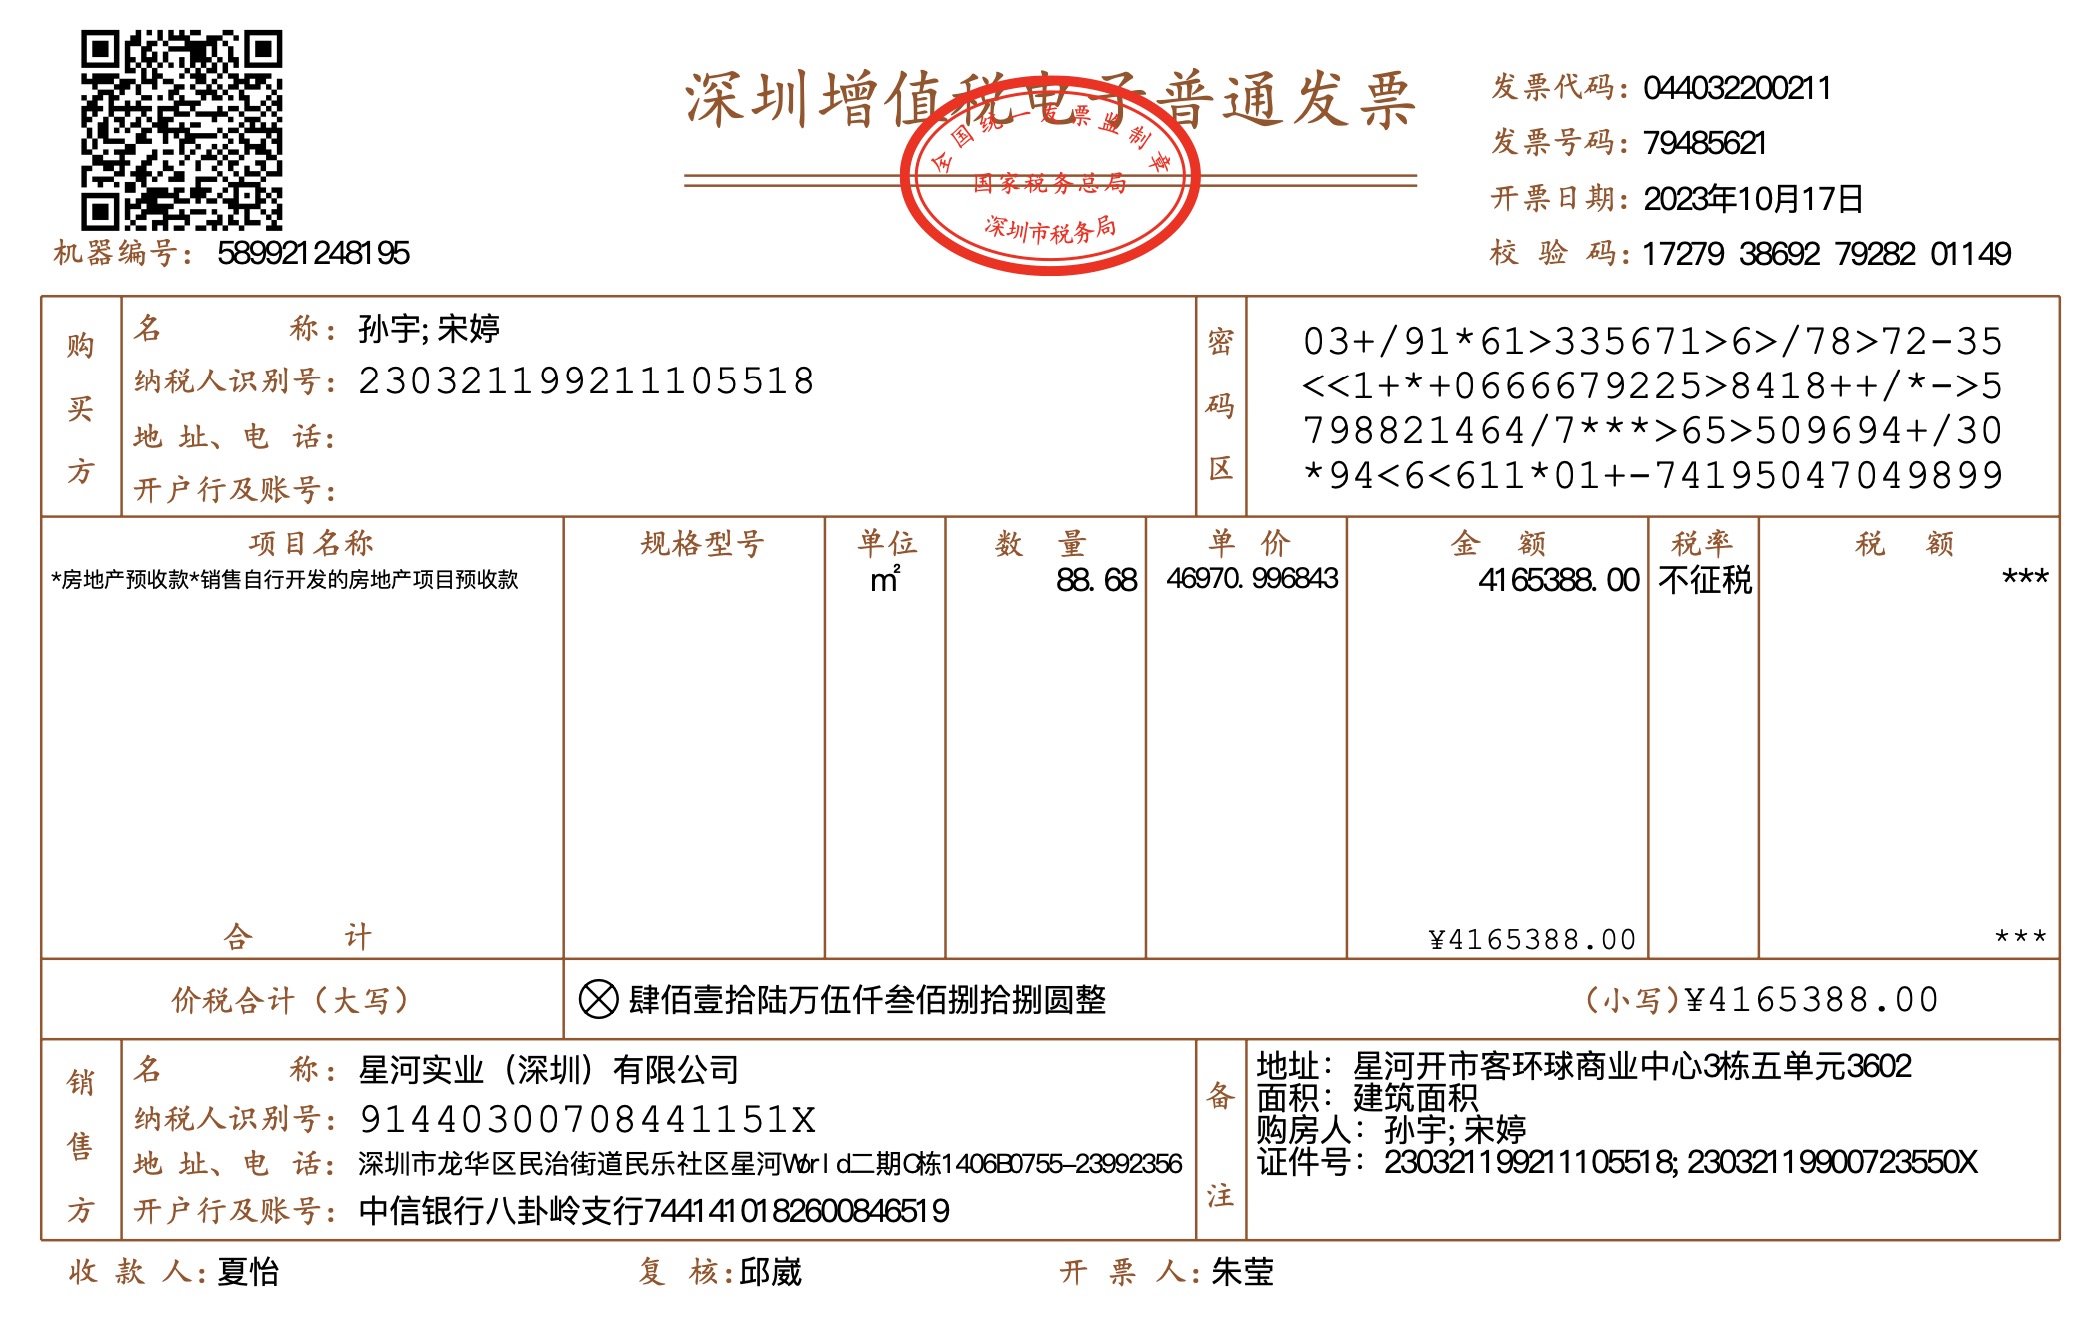 深圳增值税电子普通发票
全国统一发票监制章
国家税务总局
深圳市税务局
发票代码: 044032200211
发票号码: 79485621
开票日期: 2023年10月17日
校 验 码: 17279 38692 79282 01149
机器编号: 589921248195
购买方
名 称: 孙宇; 宋婷
纳税人识别号: 230321199211105518
地 址、电 话:
开户行及账号:
密码区
03+/91*61>335671>6>/78>72-35
<<1+*+0666679225>8418++/*->5
798821464/7***>65>509694+/30
*94<6<611*01+-74195047049899
项目名称 规格型号 单位 数 量 单 价 金 额 税率 税 额
*房地产预收款*销售自行开发的房地产项目预收款 ㎡ 88.68 46970.996843 4165388.00 不征税 ***
合 计 ¥4165388.00 ***
价税合计（大写） 肆佰壹拾陆万伍仟叁佰捌拾捌圆整 （小写）¥4165388.00
销售方
名 称: 星河实业（深圳）有限公司
纳税人识别号: 91440300708441151X
地 址、电 话: 深圳市龙华区民治街道民乐社区星河World二期C栋1406B0755-23992356
开户行及账号: 中信银行八卦岭支行7441410182600846519
备注
地址: 星河开市客环球商业中心3栋五单元3602
面积: 建筑面积
购房人: 孙宇; 宋婷
证件号: 230321199211105518; 23032119900723550X
收 款 人: 夏怡 复 核: 邱崴 开 票 人: 朱莹